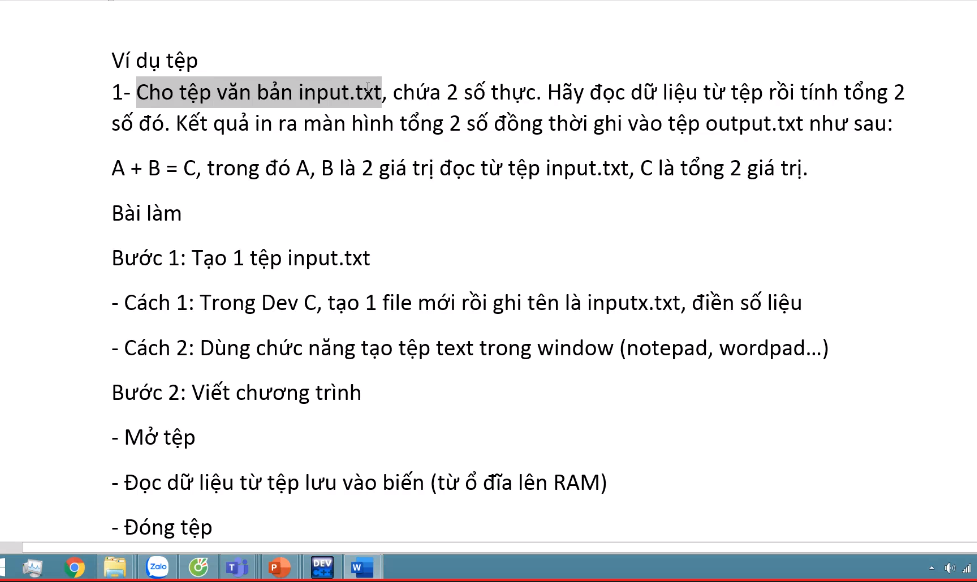 Ví dụ tệp
1- Cho tệp văn bản input.txt, chứa 2 số thực. Hãy đọc dữ liệu từ tệp rồi tính tổng 2
số đó. Kết quả in ra màn hình tổng 2 số đồng thời ghi vào tệp output.txt như sau:
A + B = C, trong đó A, B là 2 giá trị đọc từ tệp input.txt, C là tổng 2 giá trị.
Bài làm
Bước 1: Tạo 1 tệp input.txt
- Cách 1: Trong Dev C, tạo 1 file mới rồi ghi tên là inputx.txt, điền số liệu
- Cách 2: Dùng chức năng tạo tệp text trong window (notepad, wordpad...)
Bước 2: Viết chương trình
- Mở tệp
- Đọc dữ liệu từ tệp lưu vào biến (từ ổ đĩa lên RAM)
- Đóng tệp
Zalo
DEV